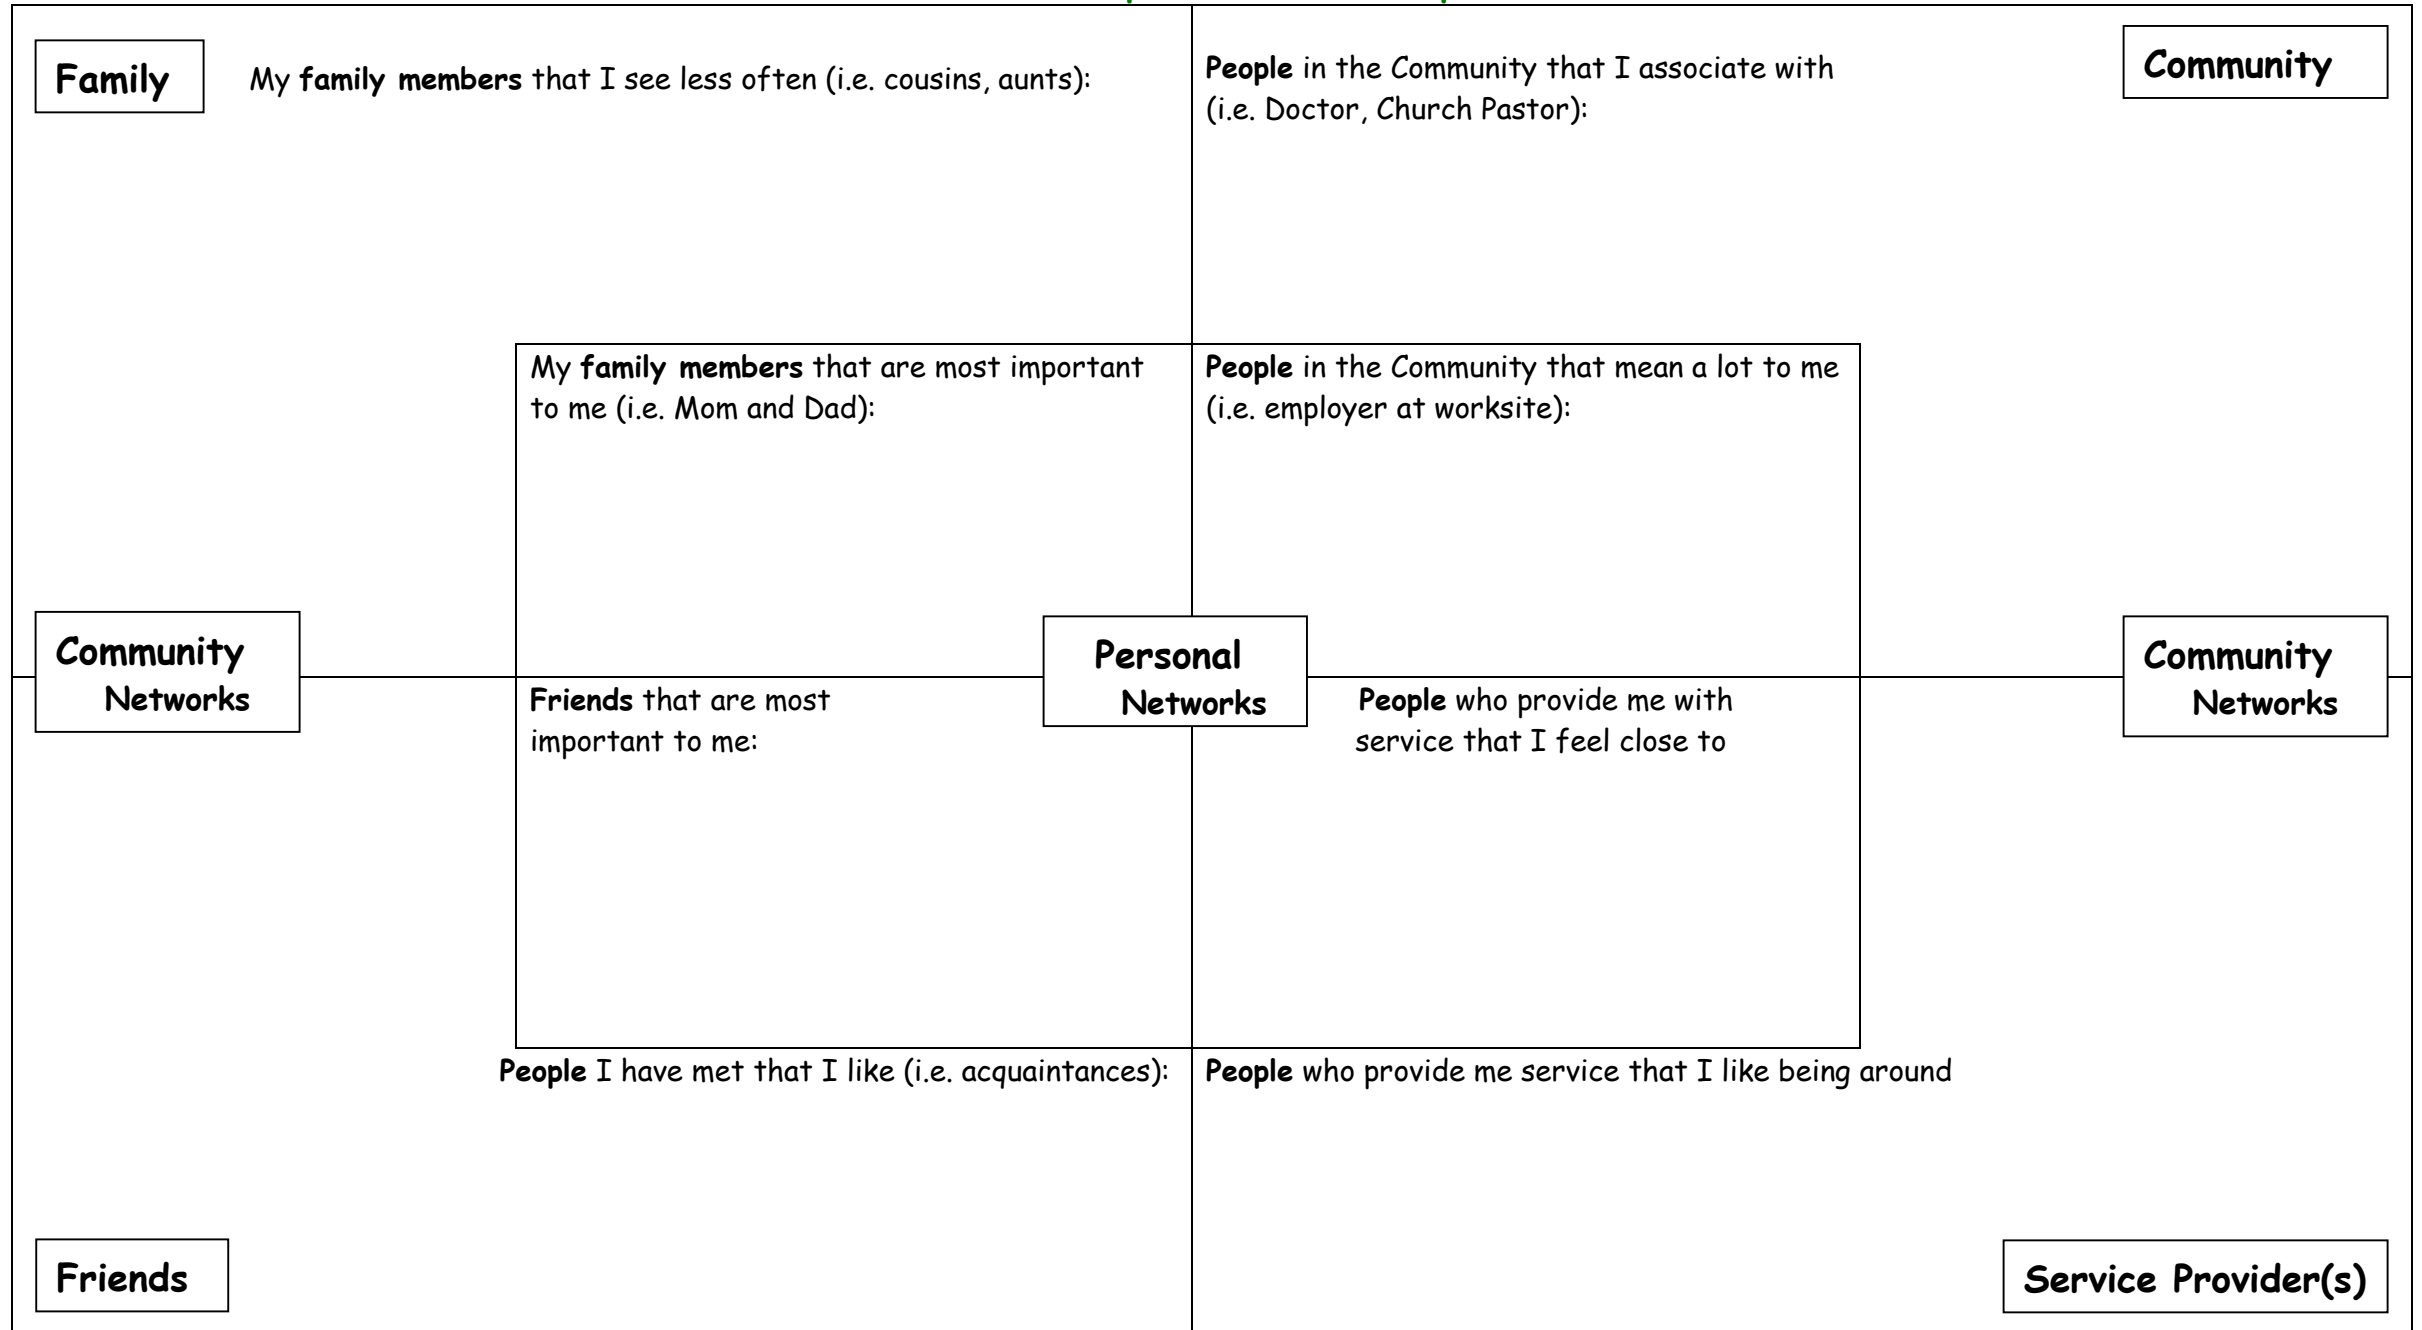 Family
My family members that I see less often (i.e. cousins, aunts):
People in the Community that I associate with
(i.e. Doctor, Church Pastor):
Community
My family members that are most important
to me (i.e. Mom and Dad):
People in the Community that mean a lot to me
(i.e. employer at worksite):
Community
Networks
Personal
Networks
Community
Networks
Friends that are most
important to me:
People who provide me with
service that I feel close to
People I have met that I like (i.e. acquaintances):
People who provide me service that I like being around
Friends
Service Provider(s)